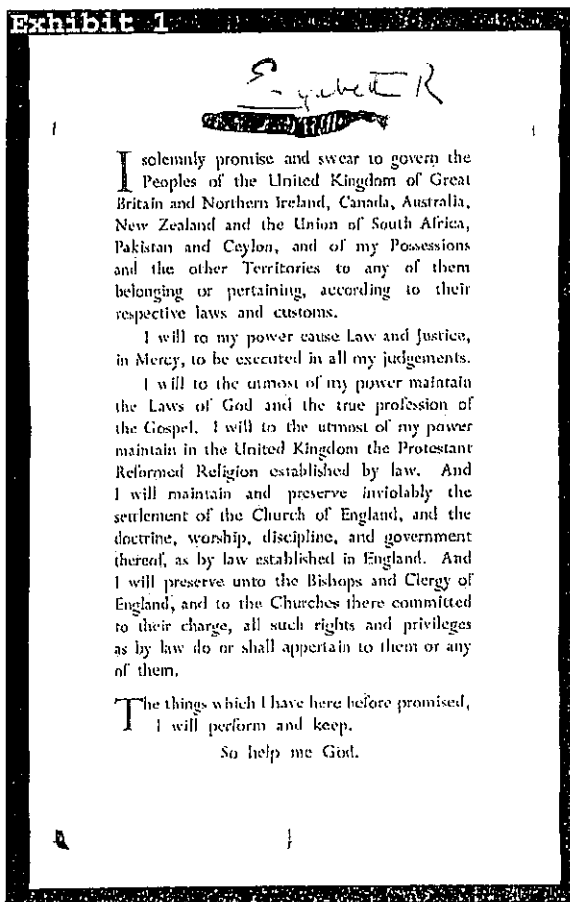 Exhibit 1
Elizabeth R
I solemnly promise and swear to govern the
Peoples of the United Kingdom of Great
Britain and Northern Ireland, Canada, Australia,
New Zealand and the Union of South Africa,
Pakistan and Ceylon, and of my Possessions
and the other Territories to any of them
belonging or pertaining, according to their
respective laws and customs.
I will to my power cause Law and Justice,
in Mercy, to be executed in all my judgements.
I will to the utmost of my power maintain
the Laws of God and the true profession of
the Gospel. I will to the utmost of my power
maintain in the United Kingdom the Protestant
Reformed Religion established by law. And
I will maintain and preserve inviolably the
settlement of the Church of England, and the
doctrine, worship, discipline, and government
thereof, as by law established in England. And
I will preserve unto the Bishops and Clergy of
England, and to the Churches there committed
to their charge, all such rights and privileges
as by law do or shall appertain to them or any
of them.
The things which I have here before promised,
I will perform and keep.
So help me God.